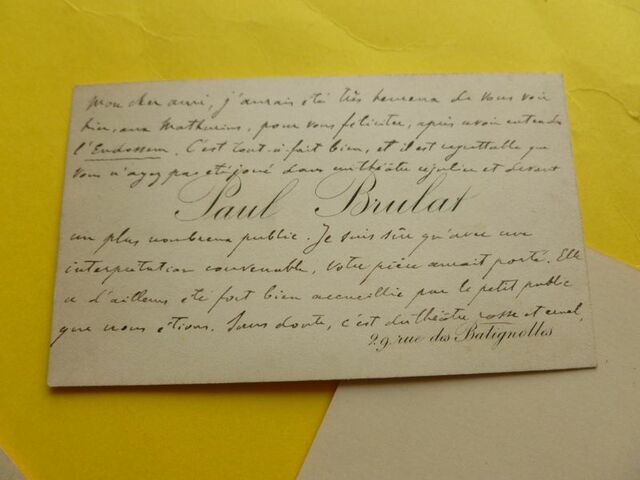 Mon cher ami, j'aurais été très heureux de vous voir
hier, aux Mathurins, pour vous féliciter, après avoir entendu
l'Endosseur. C'est tout-à-fait bien, et il est regrettable que
vous n'ayez pas été joué dans un théâtre régulier et devant
Paul Brulat
un plus nombreux public. Je suis sûr qu'avec une
interprétation convenable, votre pièce aurait porté. Elle
a d'ailleurs été fort bien accueillie par le petit public
que nous étions. Sans doute, c'est du théâtre rosse et cruel,
29, rue des Batignolles